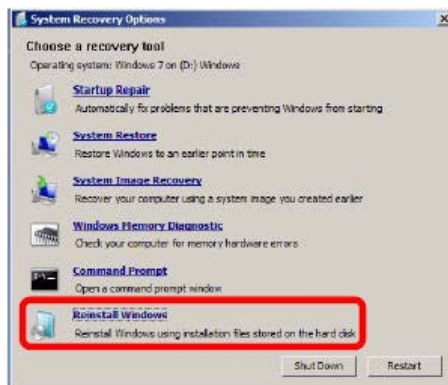 System Recovery Options
Choose a recovery tool
Operating system: Windows 7 on (D:) Windows
Startup Repair
Automatically fix problems that are preventing Windows from starting
System Restore
Restore Windows to an earlier point in time
System Image Recovery
Recover your computer using a system image you created earlier
Windows Memory Diagnostic
Check your computer for memory hardware errors
Command Prompt
Open a command prompt window
Reinstall Windows
Reinstall Windows using installation files stored on the hard disk
Shut Down Restart